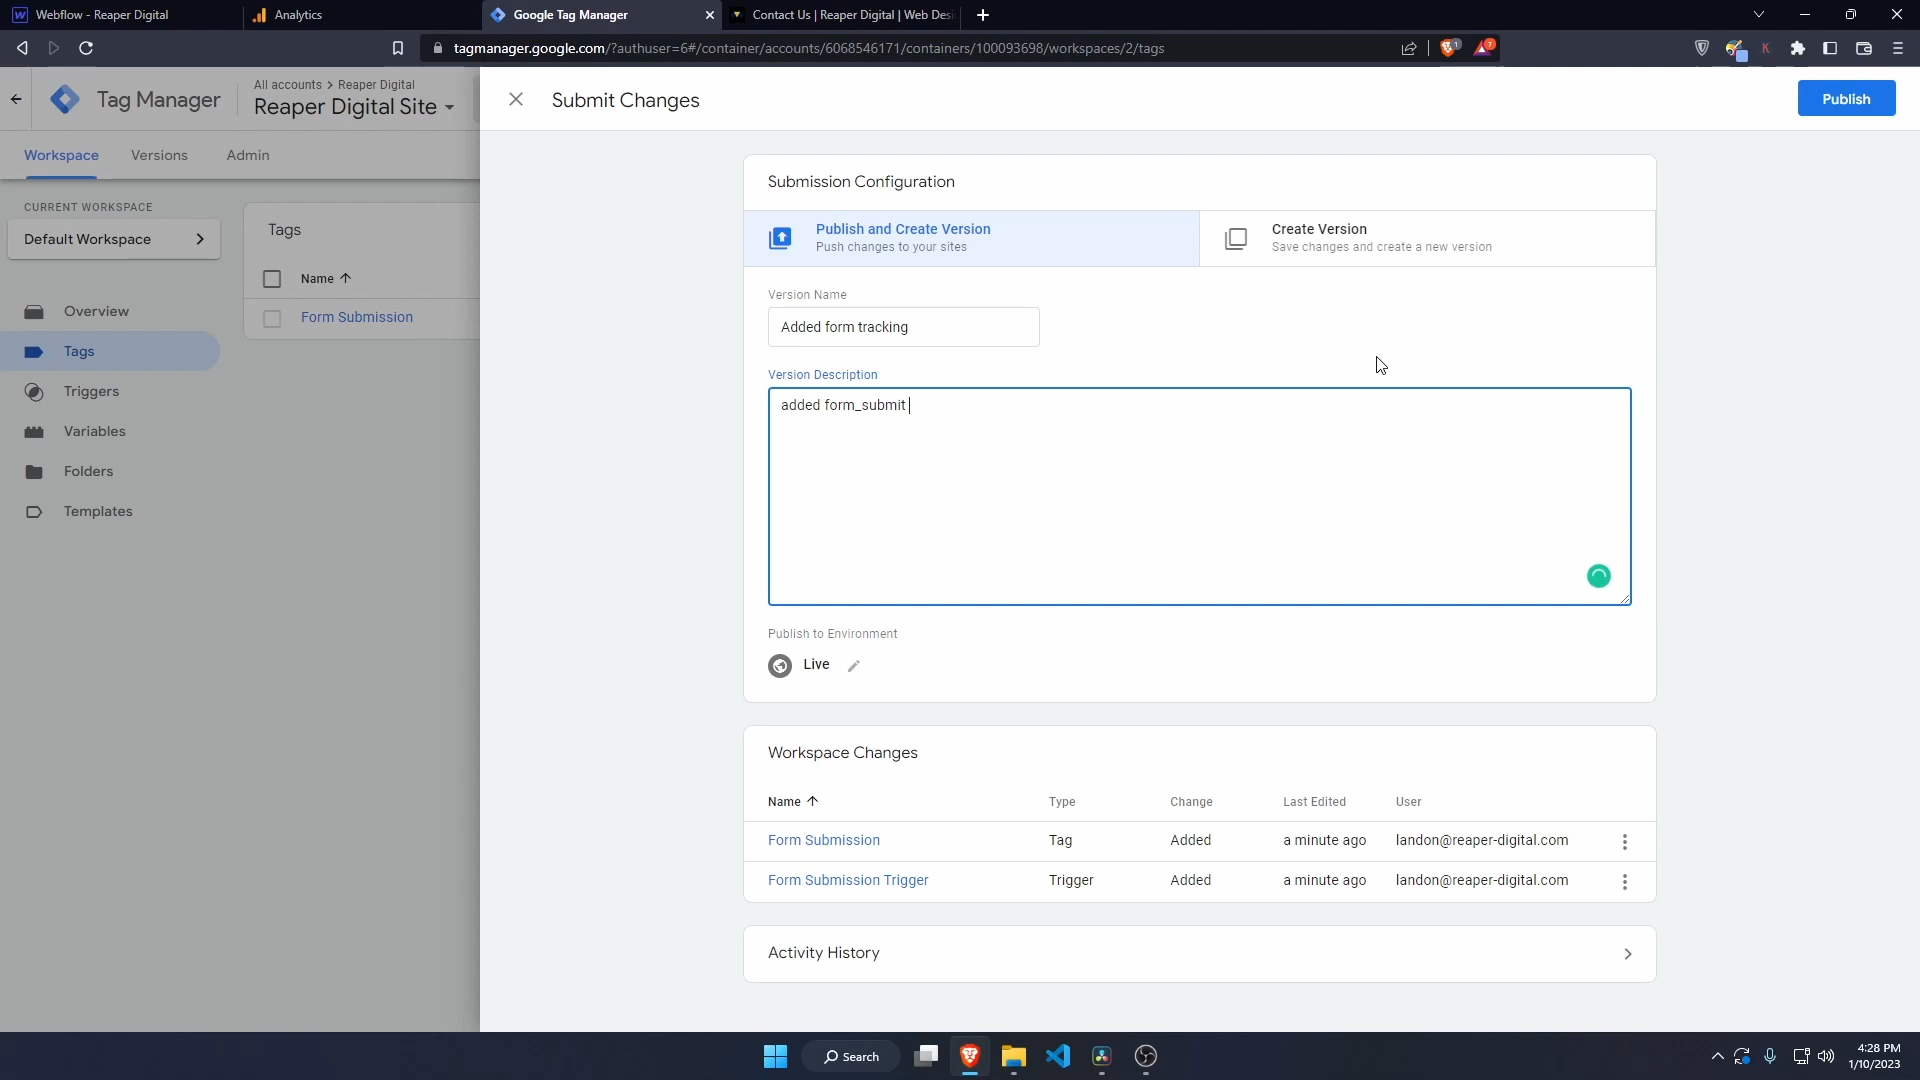 Webflow - Reaper Digital
Analytics
Google Tag Manager
Contact Us | Reaper Digital | Web Desi
tagmanager.google.com/?authuser=6#/container/accounts/6068546171/containers/100093698/workspaces/2/tags
1
7
K
Tag Manager
All accounts > Reaper Digital
Reaper Digital Site
Submit Changes
Publish
Workspace
Versions
Admin
CURRENT WORKSPACE
Default Workspace
Overview
Tags
Triggers
Variables
Folders
Templates
Tags
Name
Form Submission
Submission Configuration
Publish and Create Version
Push changes to your sites
Create Version
Save changes and create a new version
Version Name
Added form tracking
Version Description
added form_submit
Publish to Environment
Live
Workspace Changes
Name Type Change Last Edited User
Form Submission Tag Added a minute ago landon@reaper-digital.com
Form Submission Trigger Trigger Added a minute ago landon@reaper-digital.com
Activity History
Search
4:28 PM
1/10/2023